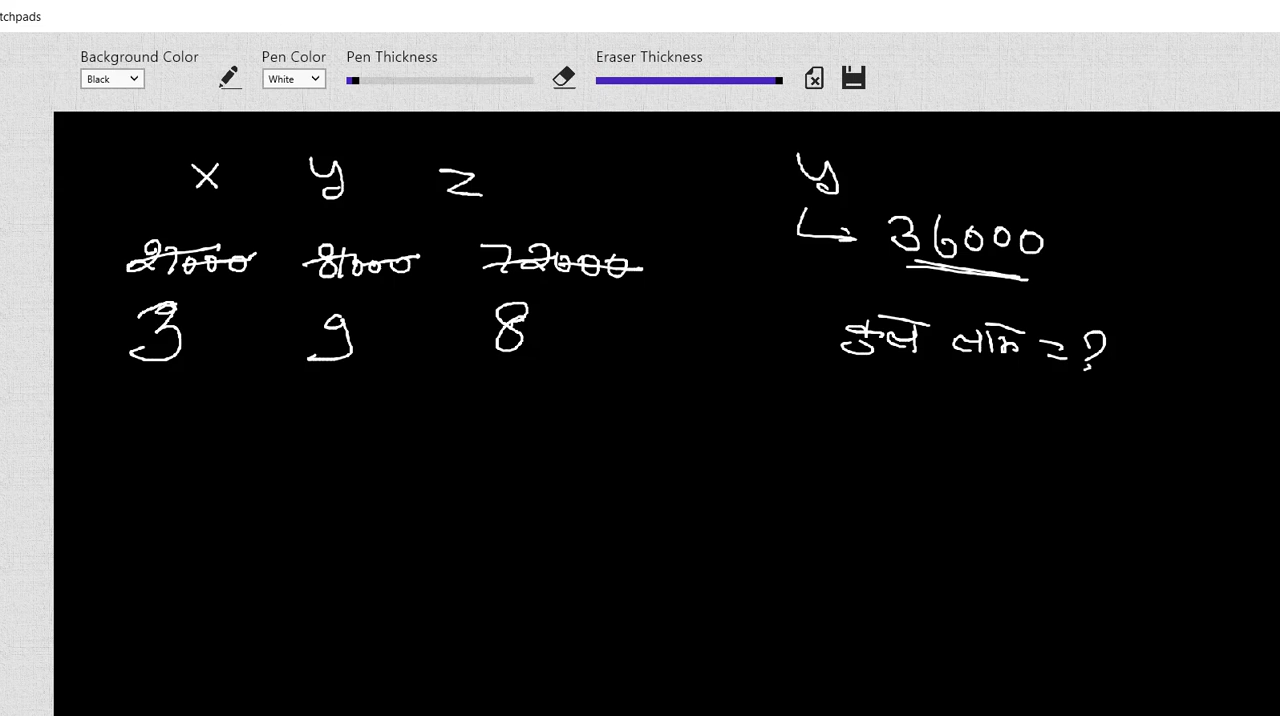 tchpads
Background Color Pen Color Pen Thickness Eraser Thickness
Black White
x y z y
27000 81000 72000 ↳ 36000
3 9 8 कुल लाभ = ?